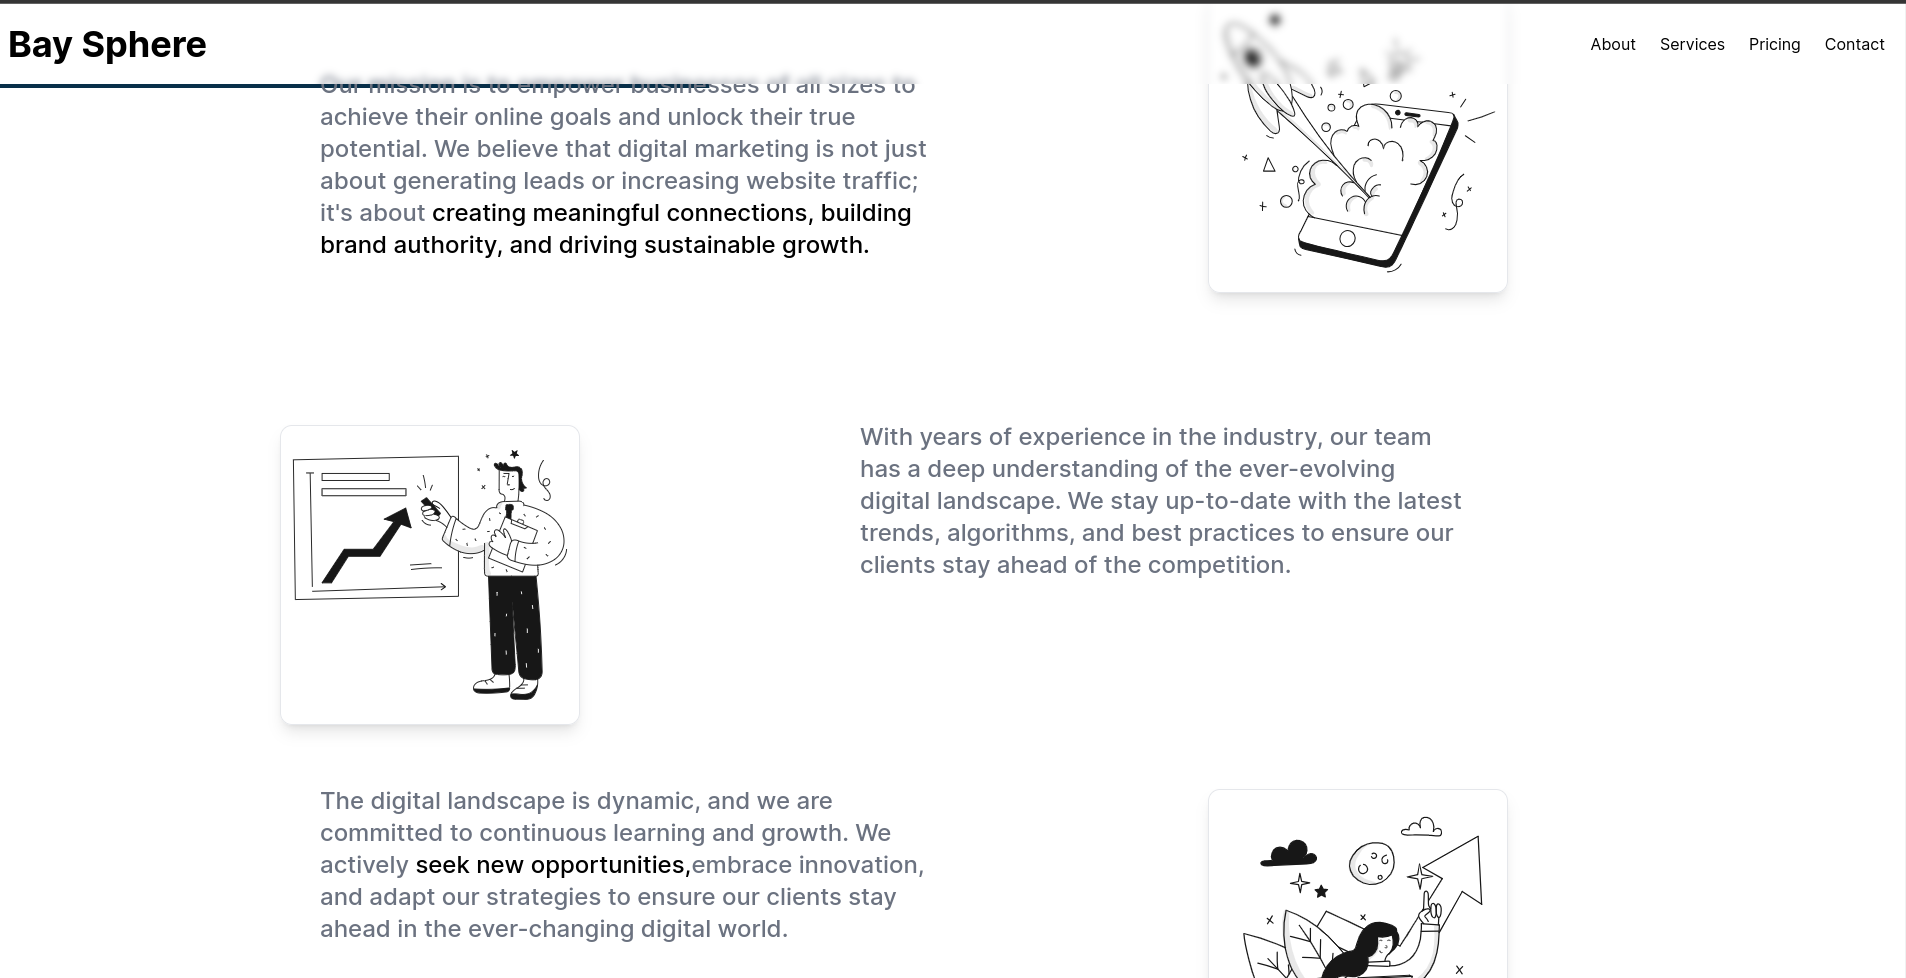 Bay Sphere
About
Services
Pricing
Contact
Our mission is to empower businesses of all sizes to
achieve their online goals and unlock their true
potential. We believe that digital marketing is not just
about generating leads or increasing website traffic;
it's about creating meaningful connections, building
brand authority, and driving sustainable growth.
With years of experience in the industry, our team
has a deep understanding of the ever-evolving
digital landscape. We stay up-to-date with the latest
trends, algorithms, and best practices to ensure our
clients stay ahead of the competition.
The digital landscape is dynamic, and we are
committed to continuous learning and growth. We
actively seek new opportunities,embrace innovation,
and adapt our strategies to ensure our clients stay
ahead in the ever-changing digital world.